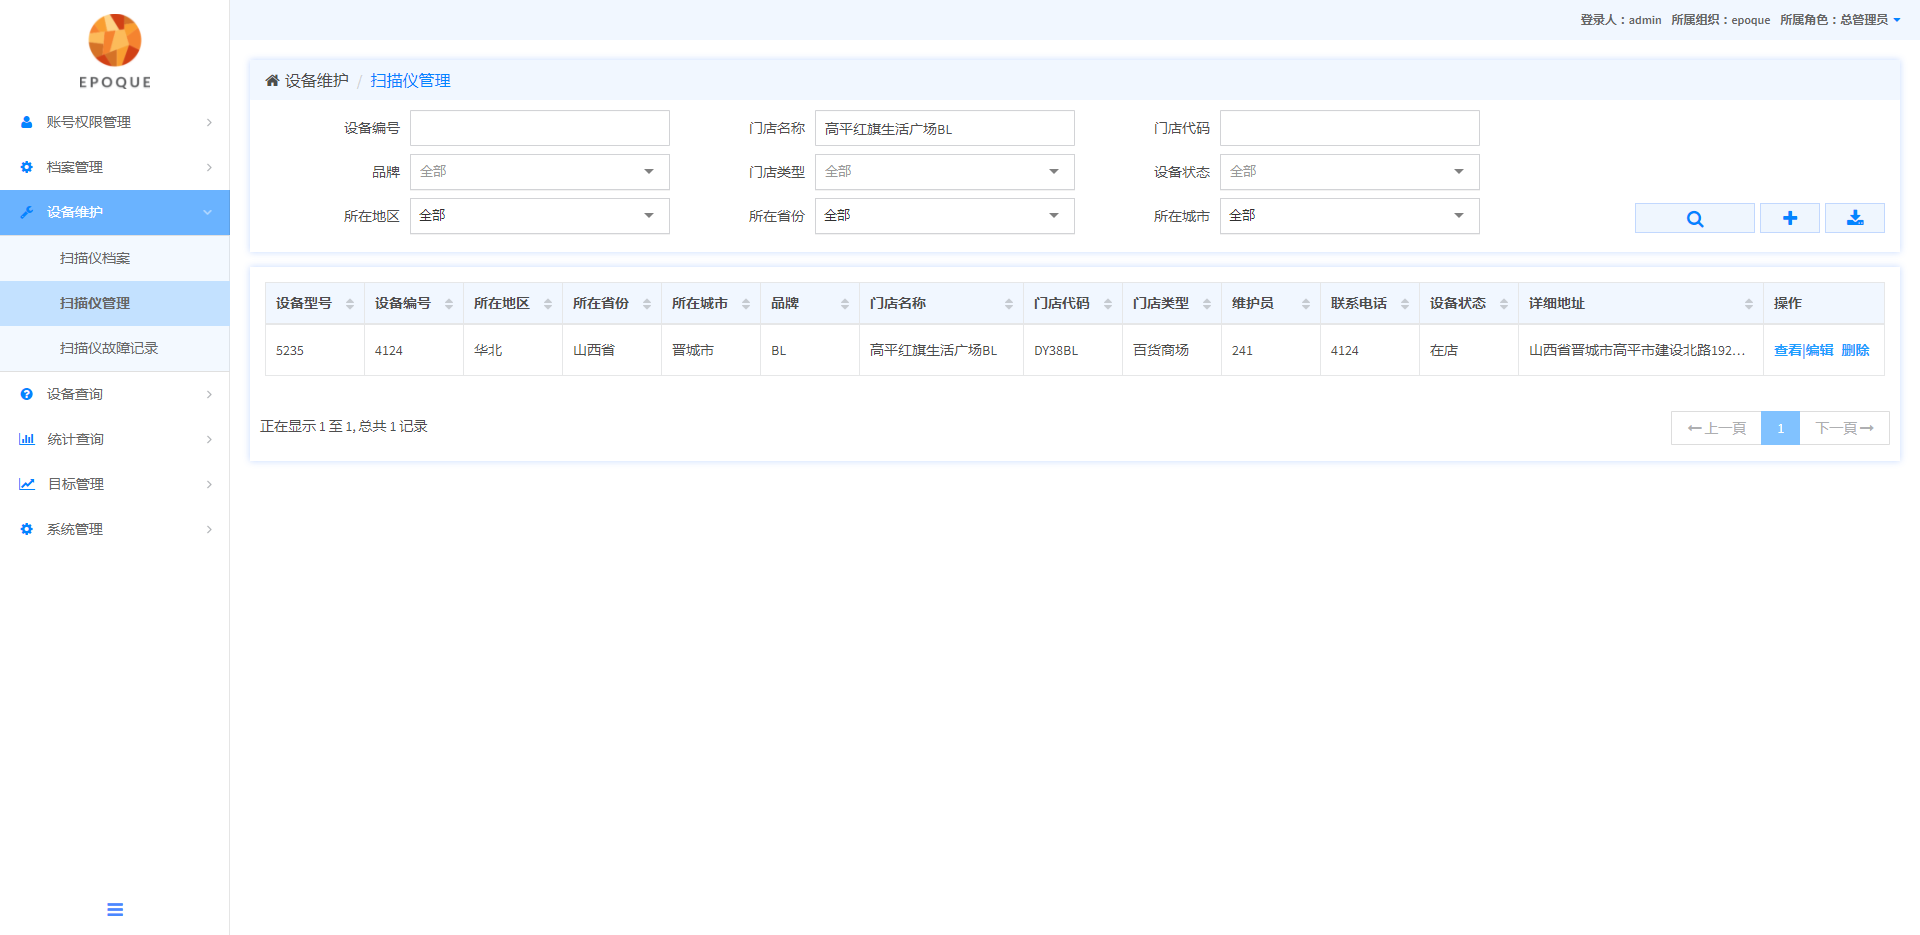 登录人：admin 所属组织：epoque 所属角色：总管理员
EPOQUE
账号权限管理
档案管理
设备维护
扫描仪档案
扫描仪管理
扫描仪故障记录
设备查询
统计查询
目标管理
系统管理
设备维护 / 扫描仪管理
设备编号
门店名称 高平红旗生活广场BL
门店代码
品牌 全部
门店类型 全部
设备状态 全部
所在地区 全部
所在省份 全部
所在城市 全部
设备型号 设备编号 所在地区 所在省份 所在城市 品牌 门店名称 门店代码 门店类型 维护员 联系电话 设备状态 详细地址 操作
5235 4124 华北 山西省 晋城市 BL 高平红旗生活广场BL DY38BL 百货商场 241 4124 在店 山西省晋城市高平市建设北路192... 查看|编辑 删除
正在显示 1 至 1, 总共 1 记录
←上一頁 1 下一頁→